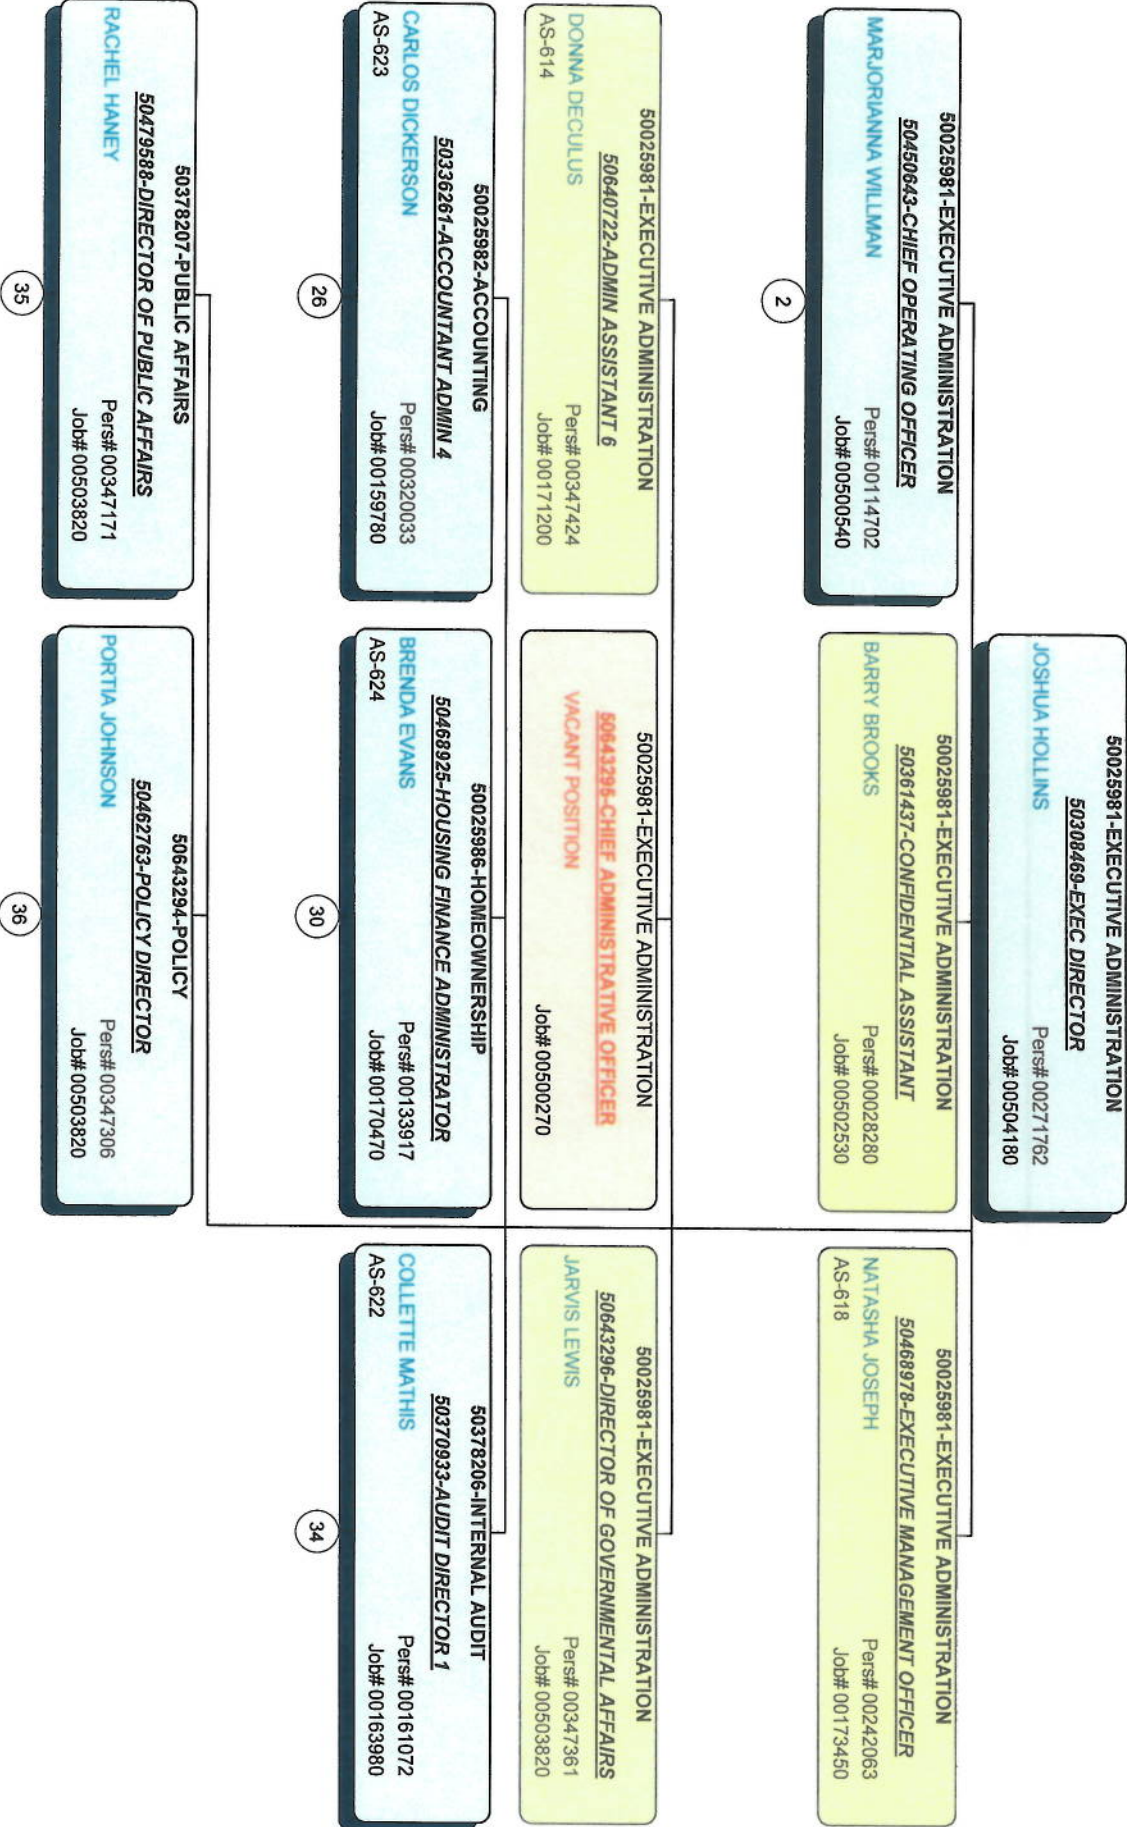 50025981-EXECUTIVE ADMINISTRATION
50308469-EXEC DIRECTOR
JOSHUA HOLLINS Pers# 00271762
Job# 00504180
50025981-EXECUTIVE ADMINISTRATION
50450643-CHIEF OPERATING OFFICER
MARJORIANNA WILLMAN Pers# 00114702
Job# 00500540
2
50025981-EXECUTIVE ADMINISTRATION
50361437-CONFIDENTIAL ASSISTANT
BARRY BROOKS Pers# 00028280
Job# 00502530
50025981-EXECUTIVE ADMINISTRATION
50468978-EXECUTIVE MANAGEMENT OFFICER
NATASHA JOSEPH Pers# 00242063
AS-618 Job# 00173450
50025981-EXECUTIVE ADMINISTRATION
50640722-ADMIN ASSISTANT 6
DONNA DECULUS Pers# 00347424
AS-614 Job# 00171200
50025981-EXECUTIVE ADMINISTRATION
50643295-CHIEF ADMINISTRATIVE OFFICER
VACANT POSITION
Job# 00500270
50025981-EXECUTIVE ADMINISTRATION
50643296-DIRECTOR OF GOVERNMENTAL AFFAIRS
JARVIS LEWIS Pers# 00347361
Job# 00503820
50025982-ACCOUNTING
50336261-ACCOUNTANT ADMIN 4
CARLOS DICKERSON Pers# 00320033
AS-623 Job# 00159780
26
50025986-HOMEOWNERSHIP
50468925-HOUSING FINANCE ADMINISTRATOR
BRENDA EVANS Pers# 00133917
AS-624 Job# 00170470
30
50378206-INTERNAL AUDIT
50370933-AUDIT DIRECTOR 1
COLLETTE MATHIS Pers# 00161072
AS-622 Job# 00163980
34
50378207-PUBLIC AFFAIRS
50479588-DIRECTOR OF PUBLIC AFFAIRS
RACHEL HANEY Pers# 00347171
Job# 00503820
35
50643294-POLICY
50462763-POLICY DIRECTOR
PORTIA JOHNSON Pers# 00347306
Job# 00503820
36